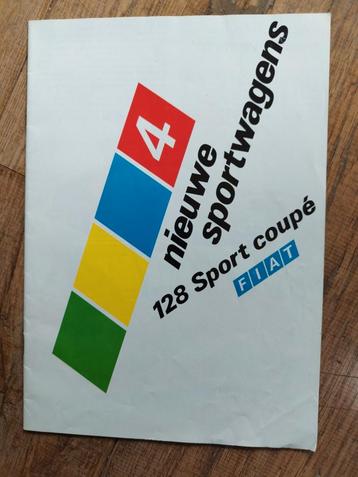 4
nieuwe
sportwagens
128 Sport coupé
FIAT